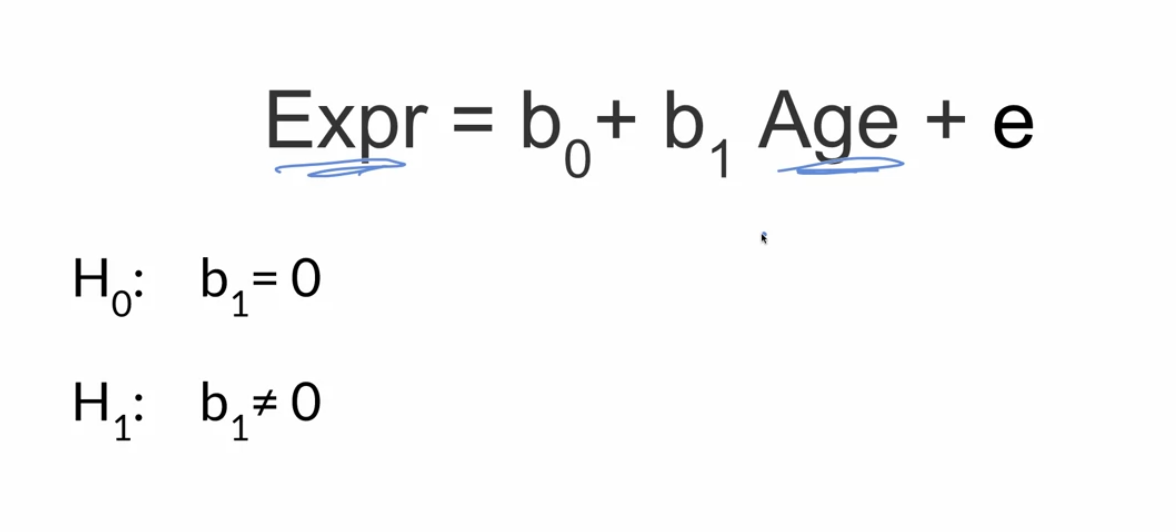 Expr = b₀+ b₁ Age + e
H₀: b₁= 0
H₁: b₁≠ 0